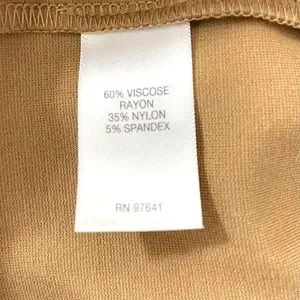 60% VISCOSE
RAYON
35% NYLON
5% SPANDEX
RN 97641